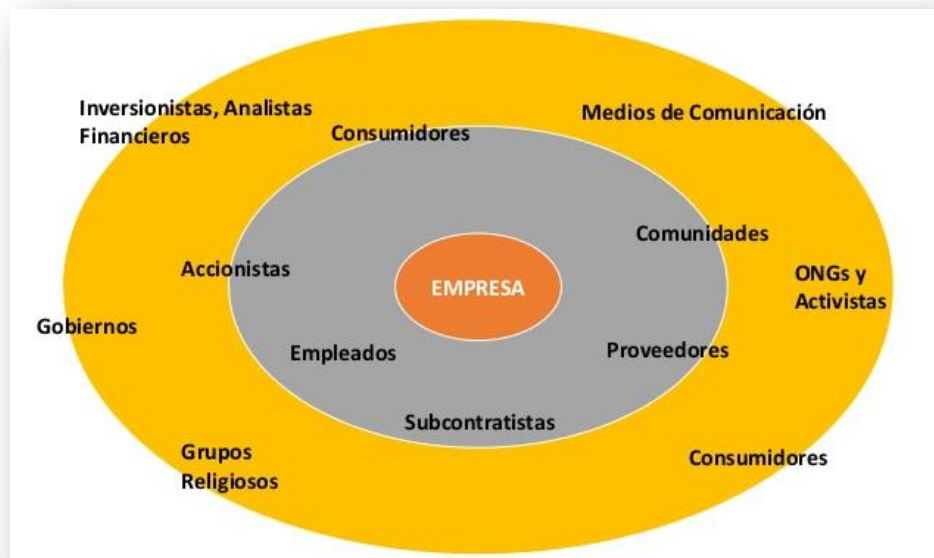 Inversionistas, Analistas
Financieros
Consumidores
Medios de Comunicación
Comunidades
Accionistas
EMPRESA
ONGs y
Activistas
Gobiernos
Empleados
Proveedores
Subcontratistas
Grupos
Religiosos
Consumidores